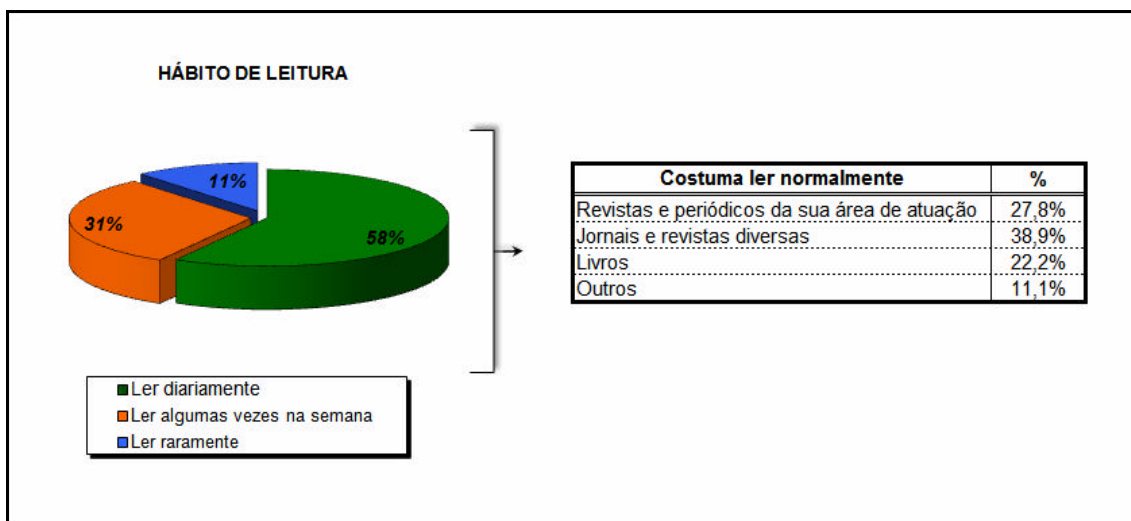 HÁBITO DE LEITURA
11%
31%
58%
Ler diariamente
Ler algumas vezes na semana
Ler raramente
Costuma ler normalmente %
Revistas e periódicos da sua área de atuação 27,8%
Jornais e revistas diversas 38,9%
Livros 22,2%
Outros 11,1%